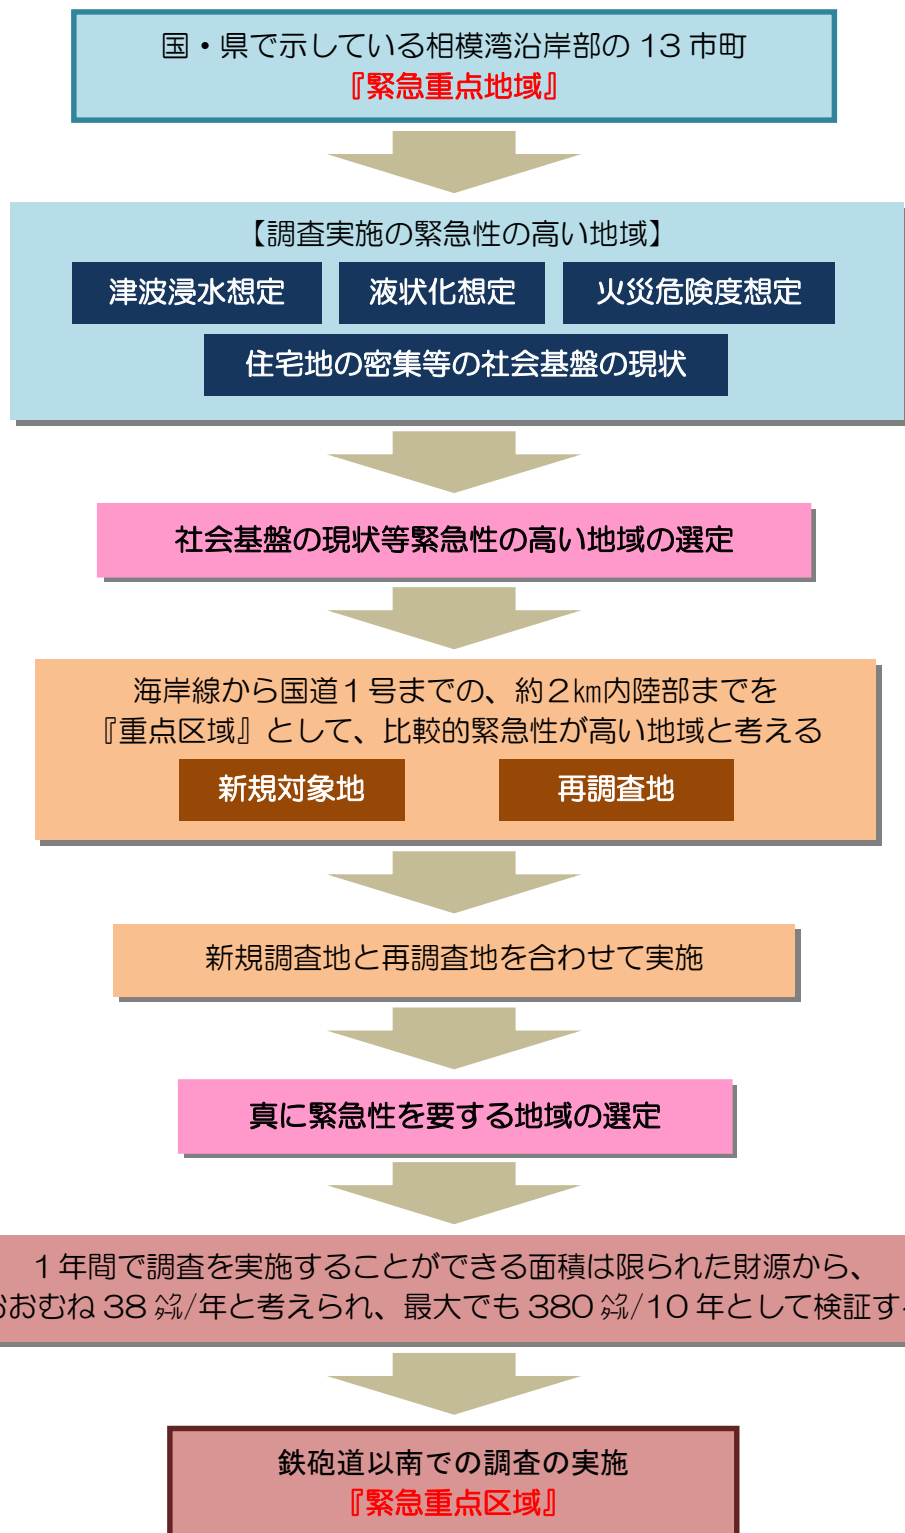 国・県で示している相模湾沿岸部の 13 市町
『緊急重点地域』
【調査実施の緊急性の高い地域】
津波浸水想定
液状化想定
火災危険度想定
住宅地の密集等の社会基盤の現状
社会基盤の現状等緊急性の高い地域の選定
海岸線から国道1号までの、約2㎞内陸部までを
『重点区域』として、比較的緊急性が高い地域と考える
新規対象地
再調査地
新規調査地と再調査地を合わせて実施
真に緊急性を要する地域の選定
1年間で調査を実施することができる面積は限られた財源から、
おおむね 38 ㌶/年と考えられ、最大でも 380 ㌶/10 年として検証する
鉄砲道以南での調査の実施
『緊急重点区域』